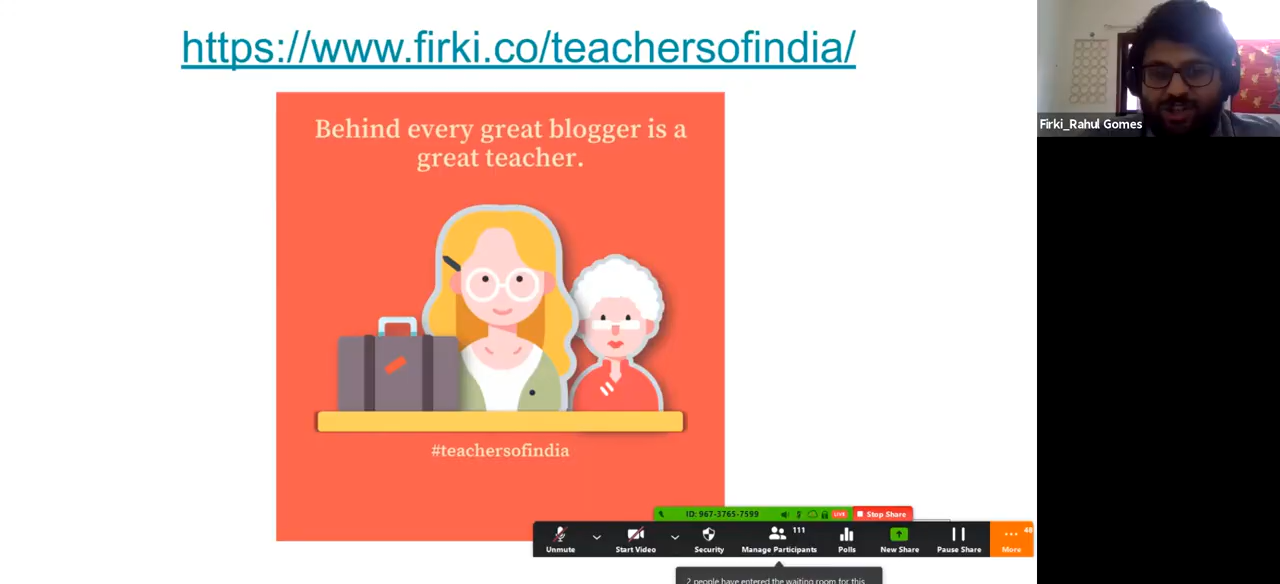 https://www.firki.co/teachersofindia/
Firki_Rahul Gomes
Behind every great blogger is a
great teacher.
#teachersofindia
ID: 967-3765-7599
LIVE
Stop Share
111
48
Unmute
Start Video
Security
Manage Participants
Polls
New Share
Pause Share
More
2 people have entered the waiting room for this